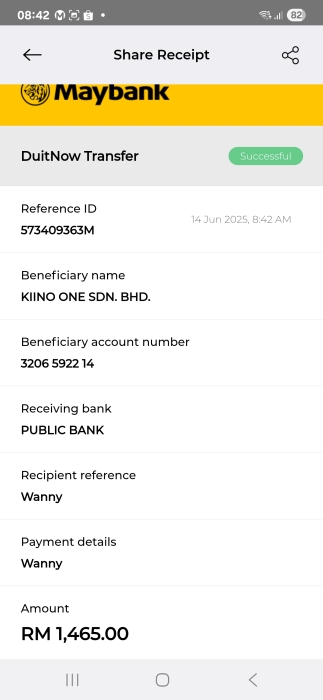 08:42
82
Share Receipt
Maybank
DuitNow Transfer
Successful
Reference ID
14 Jun 2025, 8:42 AM
573409363M
Beneficiary name
KIINO ONE SDN. BHD.
Beneficiary account number
3206 5922 14
Receiving bank
PUBLIC BANK
Recipient reference
Wanny
Payment details
Wanny
Amount
RM 1,465.00